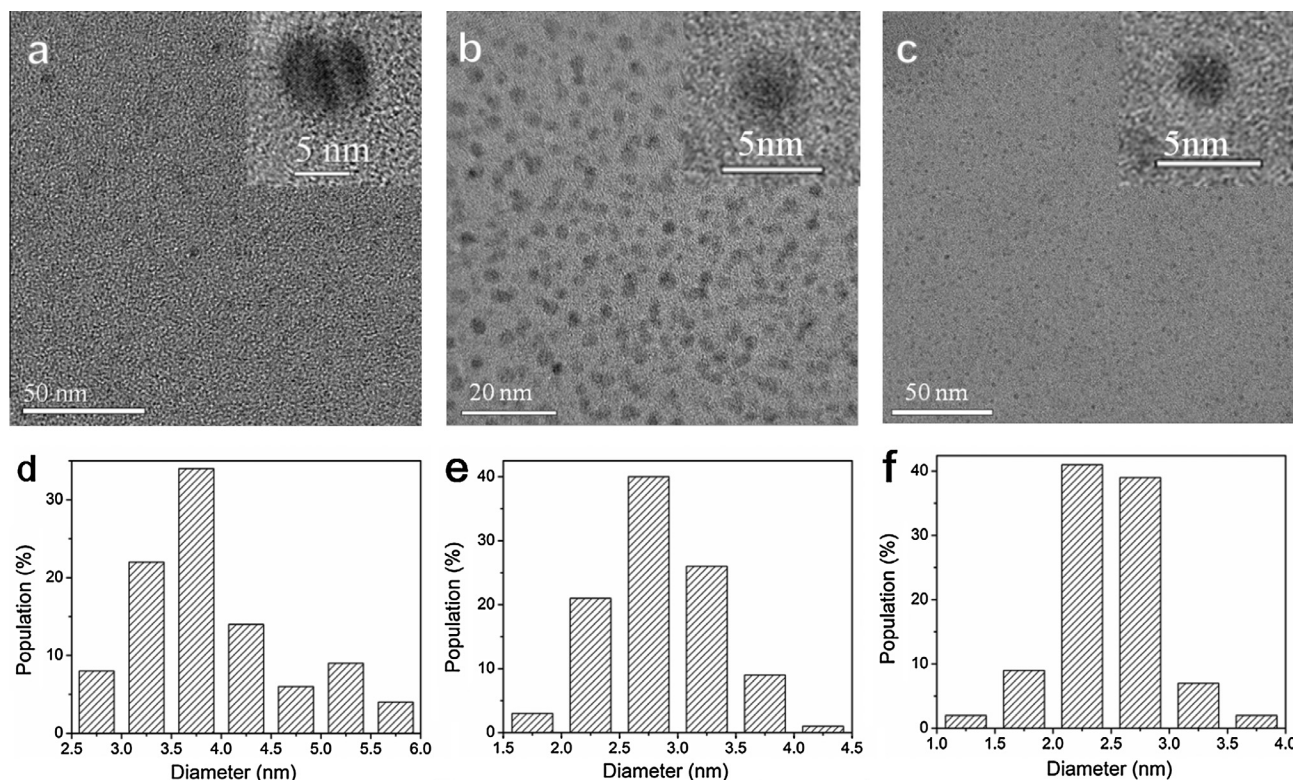 a
5 nm
50 nm
b
5nm
20 nm
c
5nm
50 nm
d
Population (%)
30
20
10
0
2.5 3.0 3.5 4.0 4.5 5.0 5.5 6.0
Diameter (nm)
e
Population (%)
40
30
20
10
0
1.5 2.0 2.5 3.0 3.5 4.0 4.5
Diameter (nm)
f
Population (%)
40
30
20
10
0
1.0 1.5 2.0 2.5 3.0 3.5 4.0
Diameter (nm)